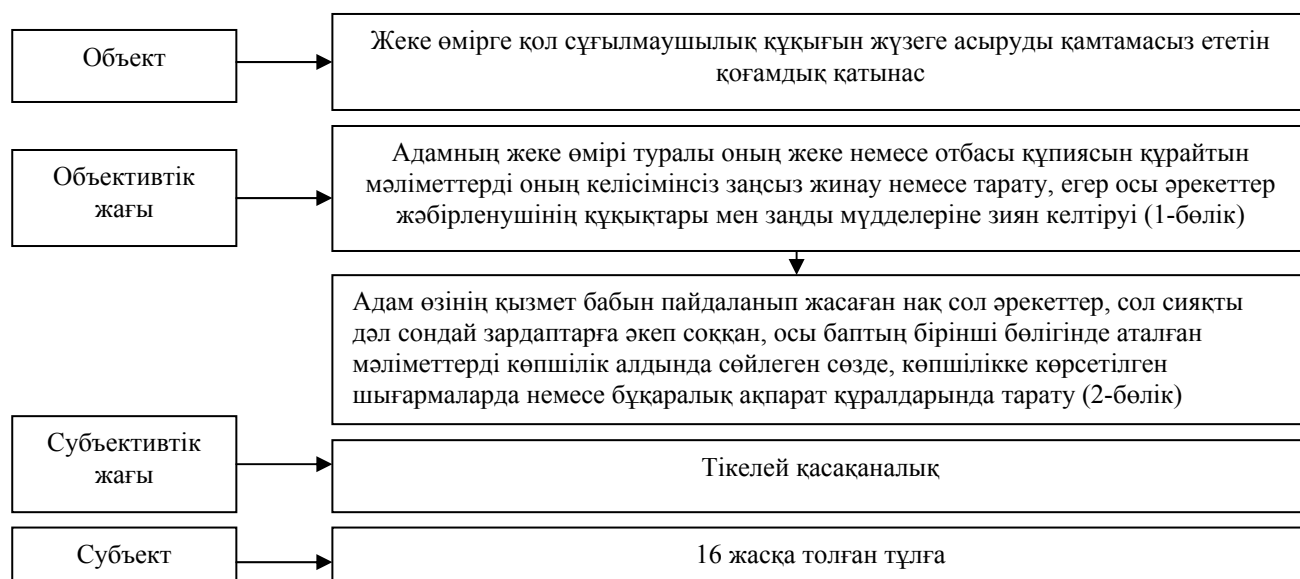 Объект
Жеке өмірге қол сұғылмаушылық құқығын жүзеге асыруды қамтамасыз ететін
қоғамдық қатынас
Объективтік
жағы
Адамның жеке өмірі туралы оның жеке немесе отбасы құпиясын құрайтын
мәліметтерді оның келісімінсіз заңсыз жинау немесе тарату, егер осы әрекеттер
жәбірленушінің құқықтары мен заңды мүдделеріне зиян келтіруі (1-бөлік)
Адам өзінің қызмет бабын пайдаланып жасаған нақ сол әрекеттер, сол сияқты
дәл сондай зардаптарға әкеп соққан, осы баптың бірінші бөлігінде аталған
мәліметтерді көпшілік алдында сөйлеген сөзде, көпшілікке көрсетілген
шығармаларда немесе бұқаралық ақпарат құралдарында тарату (2-бөлік)
Субъективтік
жағы
Тікелей қасақаналық
Субъект
16 жасқа толған тұлға